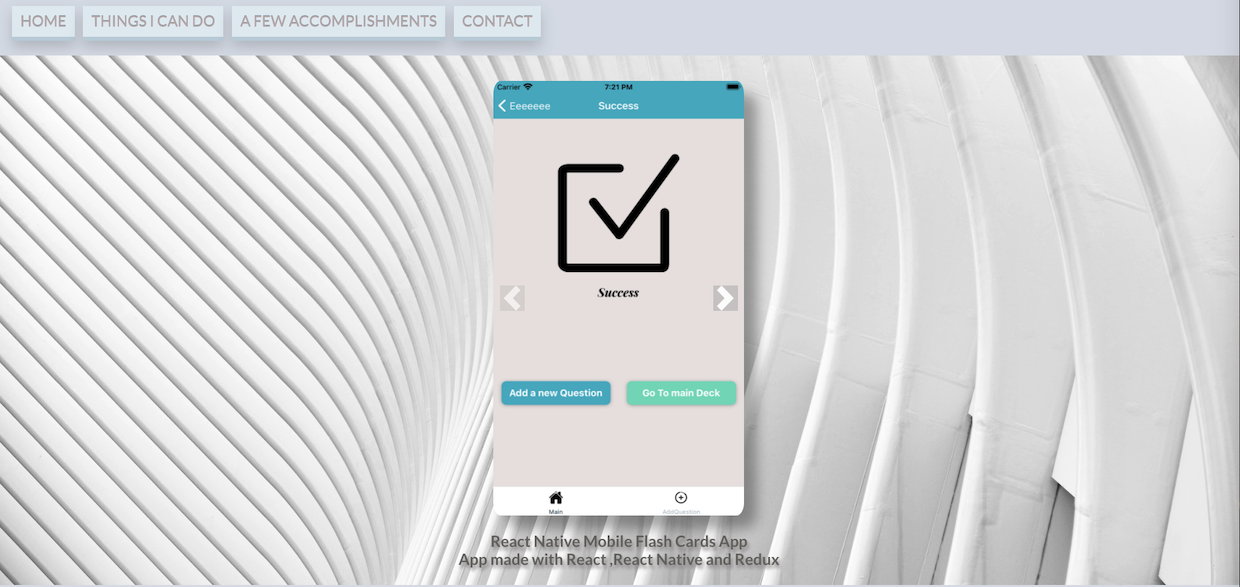 HOME THINGS I CAN DO A FEW ACCOMPLISHMENTS CONTACT
Carrier 7:21 PM
Eeeeeee Success
Success
Add a new Question Go To main Deck
Main AddQuestion
React Native Mobile Flash Cards App
App made with React ,React Native and Redux